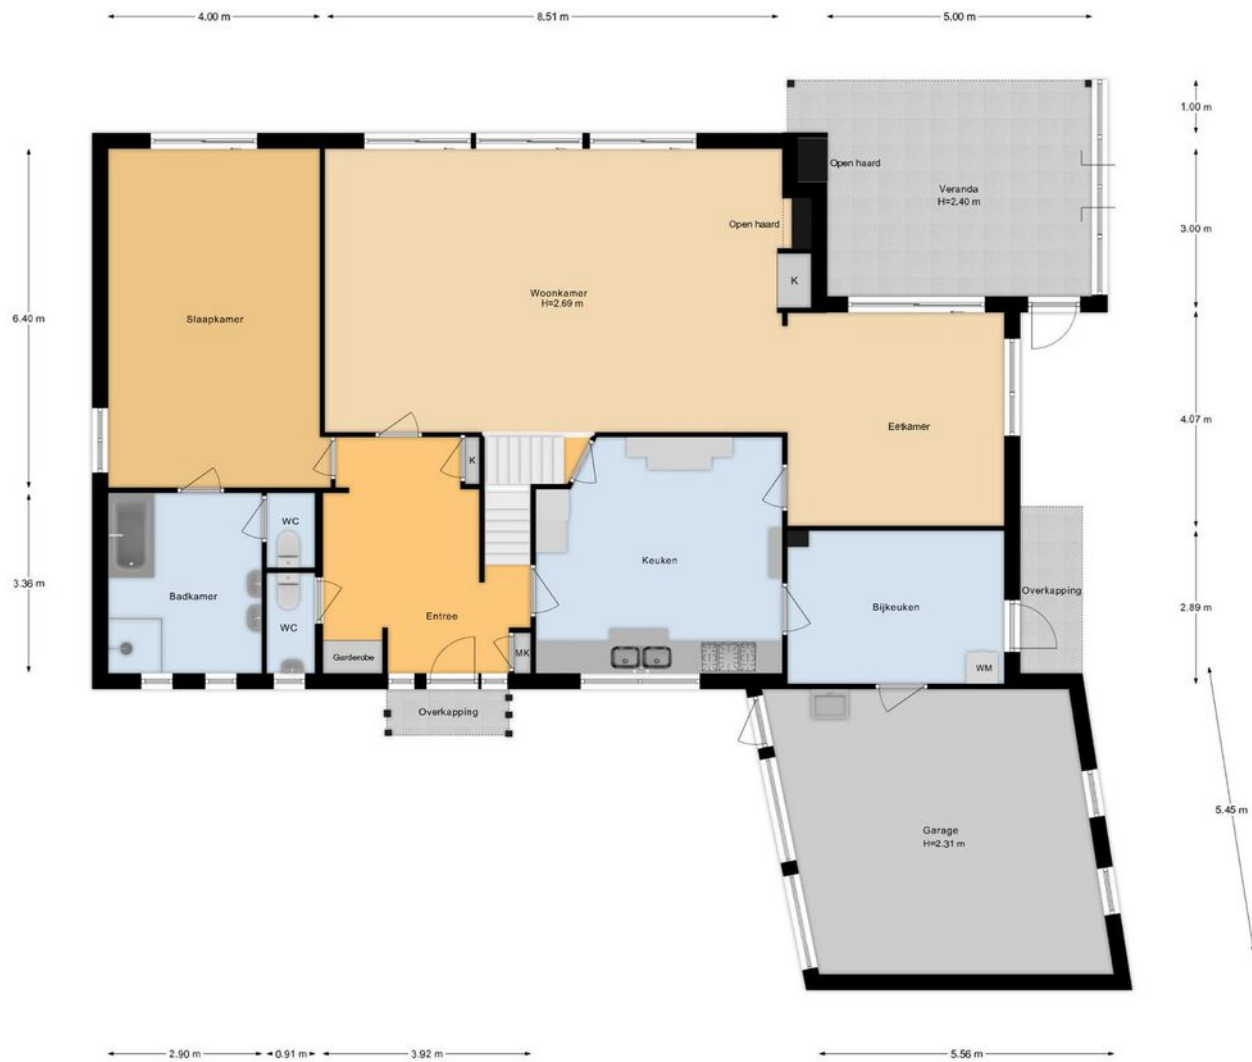 4.00 m
8.51 m
5.00 m
1.00 m
Open haard
Veranda
H=2.40 m
Open haard
3.00 m
K
Woonkamer
H=2.69 m
Slaapkamer
6.40 m
4.07 m
Eetkamer
K
WC
Keuken
3.36 m
Badkamer
Overkapping
Bijkeuken
2.89 m
Entree
WC
MK
Garderobe
WM
Overkapping
5.45 m
Garage
H=2.31 m
2.90 m
0.91 m
3.92 m
5.56 m